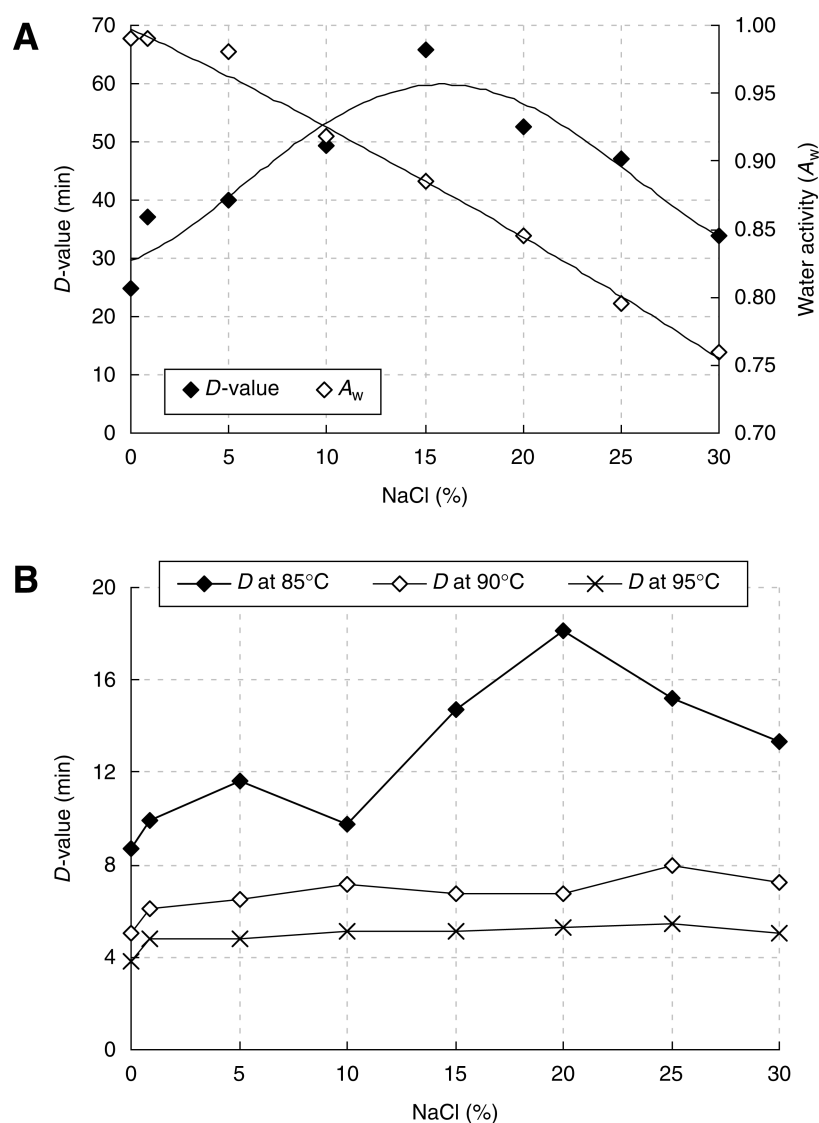 A
70
60
50
40
30
20
10
0
D-value (min)
1.00
0.95
0.90
0.85
0.80
0.75
0.70
Water activity (Aw)
D-value Aw
0 5 10 15 20 25 30
NaCl (%)
B
D at 85°C D at 90°C D at 95°C
20
16
12
8
4
0
D-value (min)
0 5 10 15 20 25 30
NaCl (%)